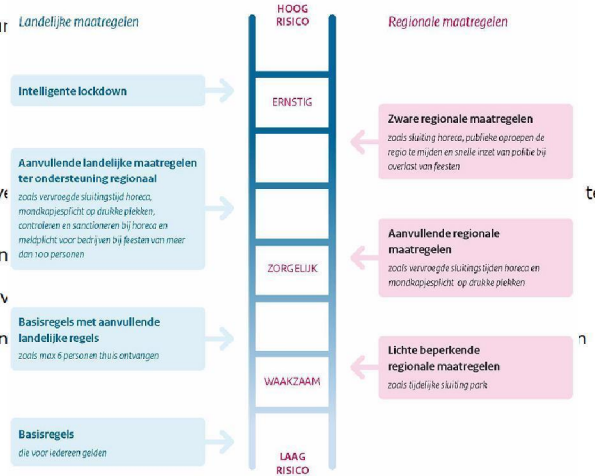 Landelijke maatregelen
HOOG
RISICO
Regionale maatregelen
Intelligente lockdown
ERNSTIG
Zware regionale maatregelen
zoals sluiting horeca, publieke oproepen de
regio te mijden en snelle inzet van politie bij
overlast van feesten
Aanvullende landelijke maatregelen
ter ondersteuning regionaal
zoals vervroegde sluitingstijd horeca,
mondkapjesplicht op drukke plekken,
controleren en sanctioneren bij horeca en
meldplicht voor bedrijven bij feesten van meer
dan 100 personen
Aanvullende regionale
maatregelen
zoals vervroegde sluitingstijden horeca en
mondkapjesplicht op drukke plekken
ZORGELIJK
Basisregels met aanvullende
landelijke regels
zoals max 6 personen thuis ontvangen
Lichte beperkende
regionale maatregelen
zoals tijdelijke sluiting park
WAAKZAAM
Basisregels
die voor iedereen gelden
LAAG
RISICO